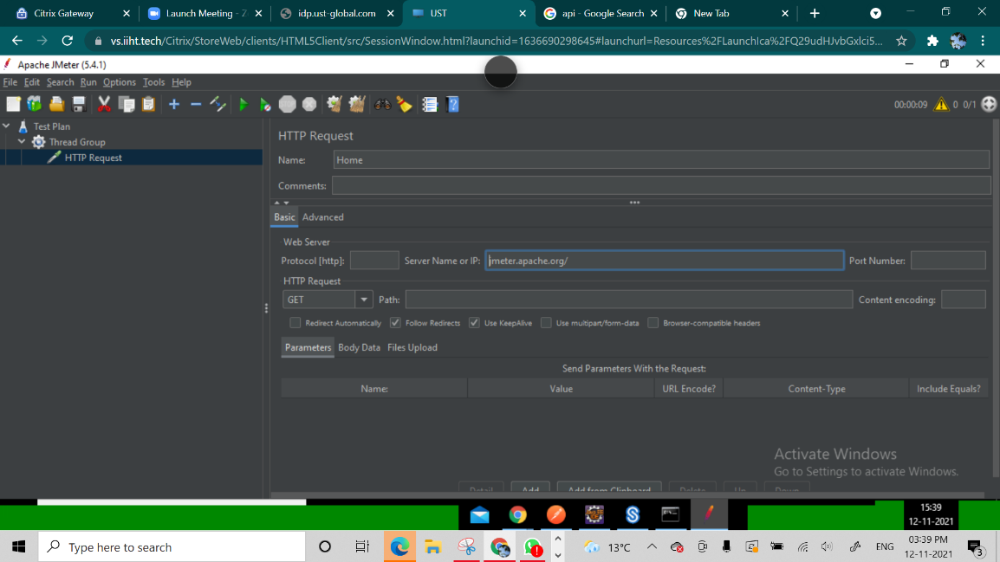 Citrix Gateway
Launch Meeting - Z
idp.ust-global.com
UST
api - Google Search
New Tab
vs.iiht.tech/Citrix/StoreWeb/clients/HTML5Client/src/SessionWindow.html?launchid=1636690298645#launchurl=Resources%2FLaunchIca%2FQ29udHJvbGxlci5...
Apache JMeter (5.4.1)
File Edit Search Run Options Tools Help
00:00:09 0 0/1
Test Plan
Thread Group
HTTP Request
HTTP Request
Name: Home
Comments:
Basic Advanced
Web Server
Protocol [http]: Server Name or IP: jmeter.apache.org/ Port Number:
HTTP Request
GET Path: Content encoding:
Redirect Automatically Follow Redirects Use KeepAlive Use multipart/form-data Browser-compatible headers
Parameters Body Data Files Upload
Send Parameters With the Request:
Name: Value URL Encode? Content-Type Include Equals?
Activate Windows
Go to Settings to activate Windows.
Detail Add Add from Clipboard Delete Up Down
15:39
12-11-2021
Type here to search
13°C
ENG
03:39 PM
12-11-2021
3